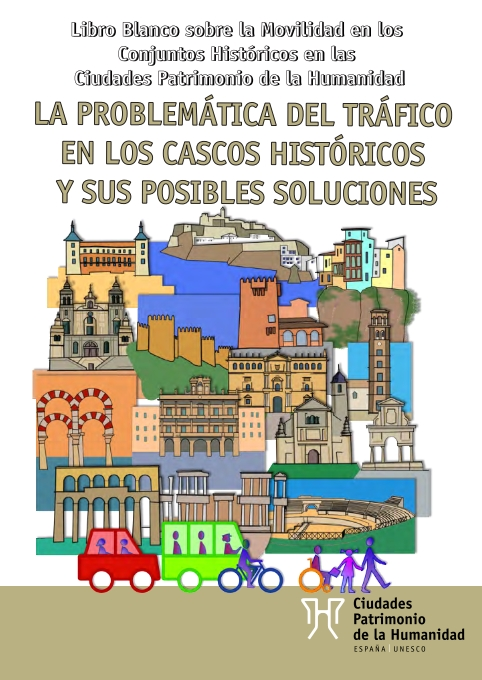 Libro Blanco sobre la Movilidad en los
Conjuntos Históricos en las
Ciudades Patrimonio de la Humanidad
LA PROBLEMÁTICA DEL TRÁFICO
EN LOS CASCOS HISTÓRICOS
Y SUS POSIBLES SOLUCIONES
Ciudades
Patrimonio
de la Humanidad
ESPAÑA | UNESCO